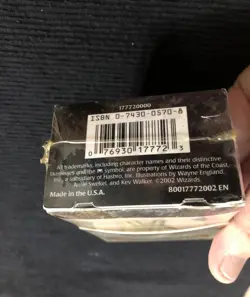 177720000
ISBN 0-7430-0570-6
0 76930 17772 3
All trademarks, including character names and their distinctive
likenesses and the symbol, are property of Wizards of the Coast,
Inc., a subsidiary of Hasbro, Inc. Illustrations by Wayne England,
Arnie Swekel, and Kev Walker. ©2002 Wizards.
Made in the U.S.A.
80017772002 EN